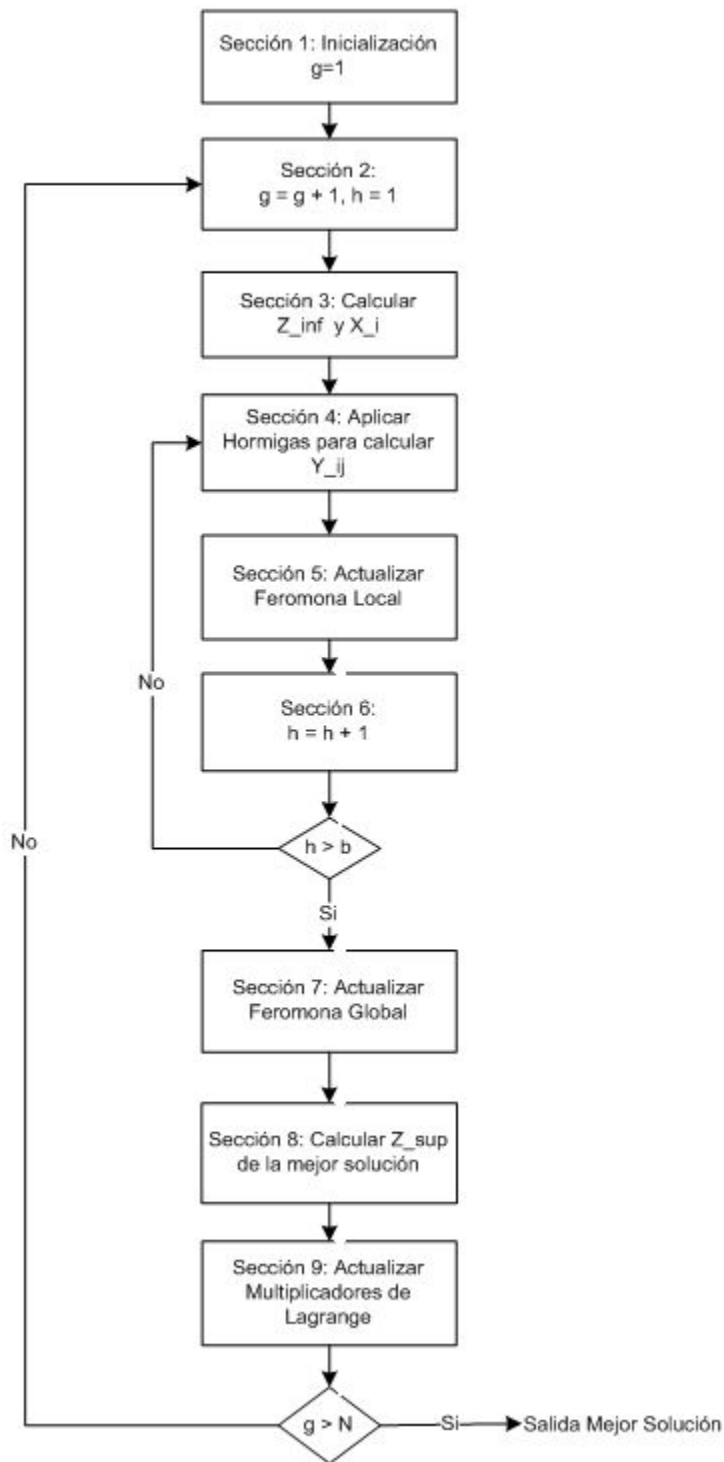 Sección 1: Inicialización
g=1
Sección 2:
g = g + 1, h = 1
Sección 3: Calcular
Z_inf y X_i
Sección 4: Aplicar
Hormigas para calcular
Y_ij
Sección 5: Actualizar
Feromona Local
No
Sección 6:
h = h + 1
No
h > b
Si
Sección 7: Actualizar
Feromona Global
Sección 8: Calcular Z_sup
de la mejor solución
Sección 9: Actualizar
Multiplicadores de
Lagrange
g > N
Si
Salida Mejor Solución